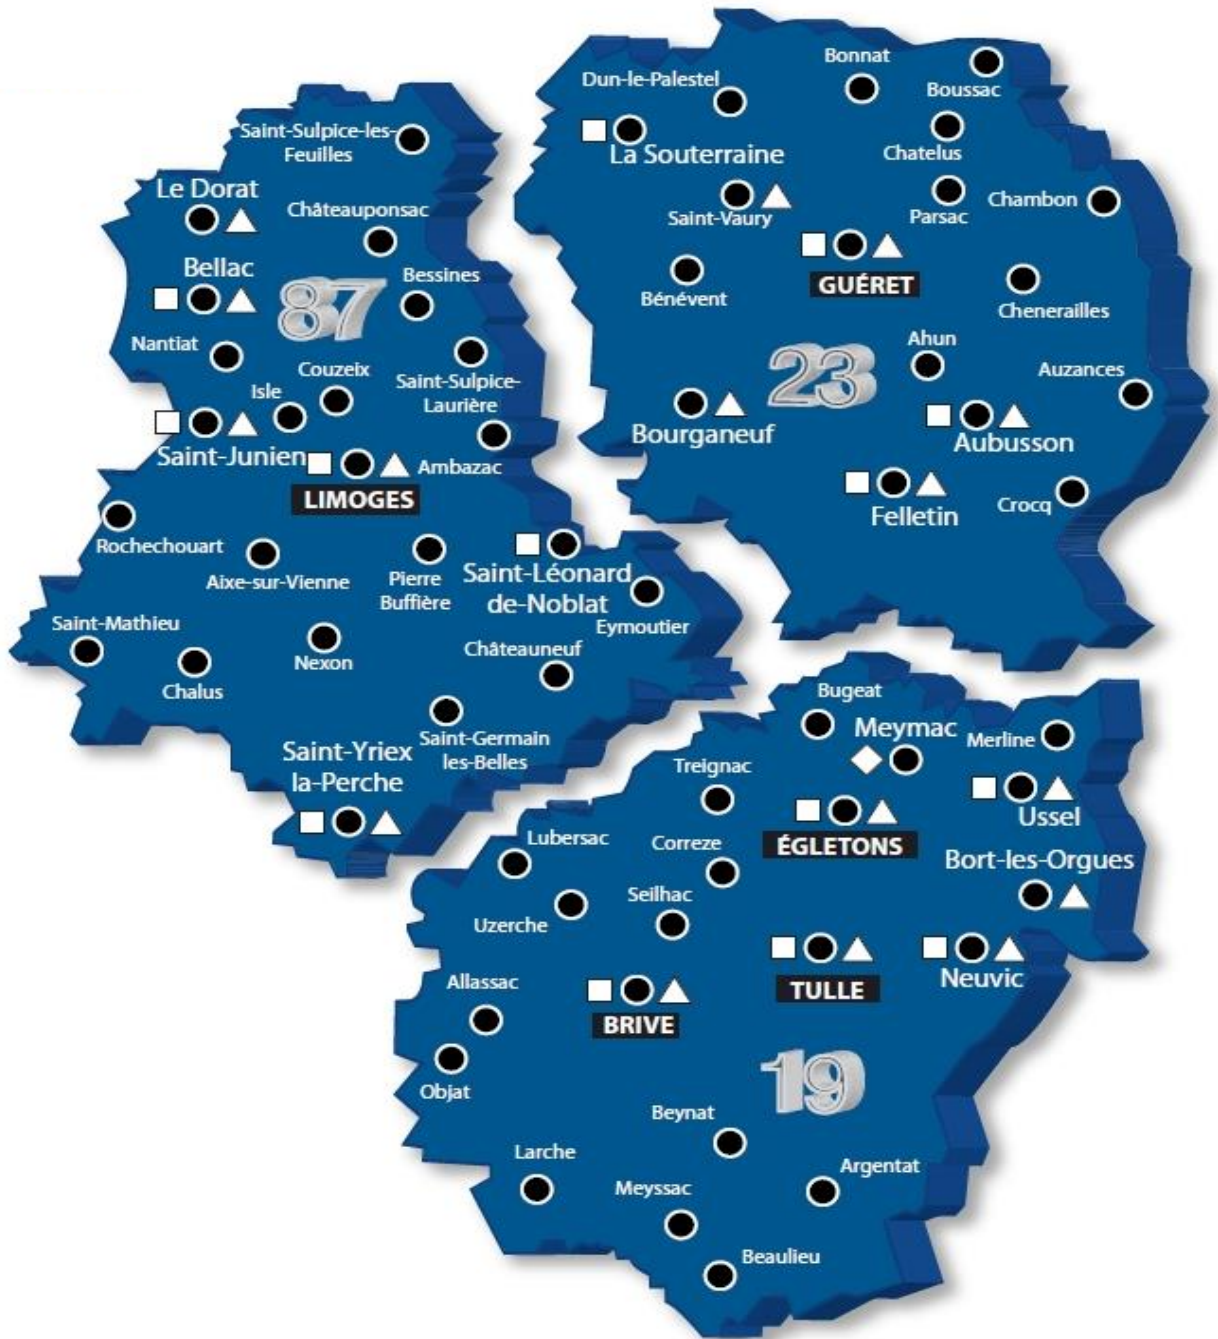 Saint-Sulpice-les-
Feuilles
Le Dorat
Châteauponsac
Bellac
87
Bessines
Nantiat
Couzeix
Isle
Saint-Sulpice-
Laurière
Saint-Junien
Ambazac
LIMOGES
Rochechouart
Aixe-sur-Vienne
Pierre
Buffière
Saint-Léonard
de-Noblat
Eymoutier
Saint-Mathieu
Chalus
Nexon
Châteauneuf
Saint-Germain
les-Belles
Saint-Yriex
la-Perche
Dun-le-Palestel
Bonnat
Boussac
La Souterraine
Chatelus
Saint-Vaury
Parsac
Chambon
GUÉRET
Bénévent
Chenerailles
23
Ahun
Auzances
Bourganeuf
Aubusson
Felletin
Crocq
Bugeat
Meymac
Merline
Treignac
Ussel
ÉGLETONS
Lubersac
Correze
Bort-les-Orgues
Seilhac
Uzerche
TULLE
Neuvic
Allassac
BRIVE
Objat
19
Beynat
Larche
Argentat
Meyssac
Beaulieu